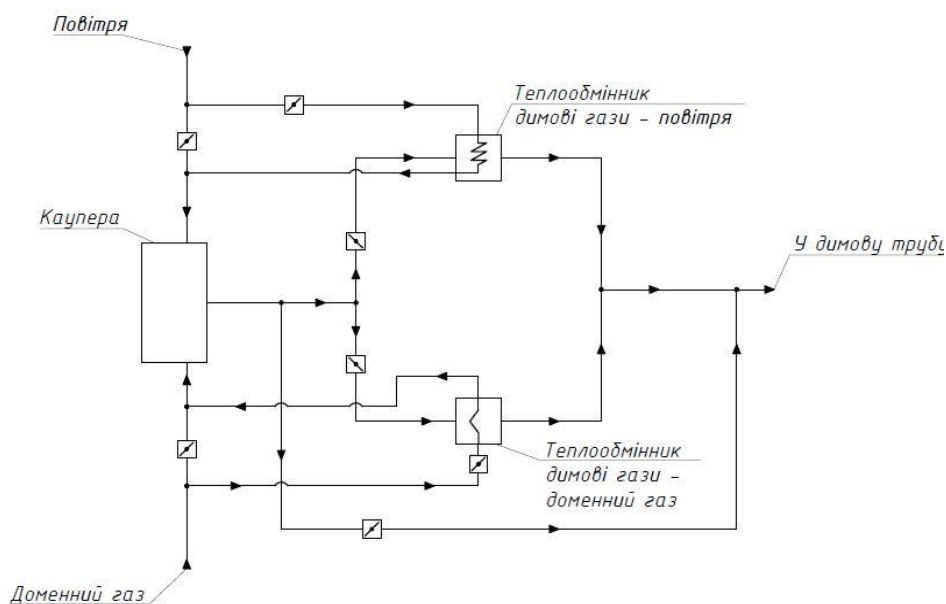 Повітря
Теплообмінник
димові гази - повітря
Каупера
У димову трубу
Теплообмінник
димові гази -
доменний газ
Доменний газ